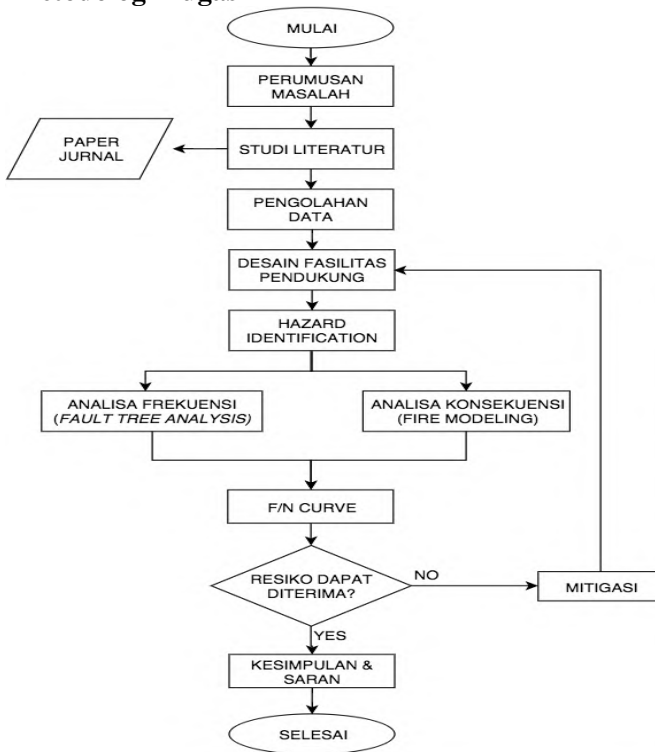 MULAI
PERUMUSAN
MASALAH
PAPER
JURNAL
STUDI LITERATUR
PENGOLAHAN
DATA
DESAIN FASILITAS
PENDUKUNG
HAZARD
IDENTIFICATION
ANALISA FREKUENSI
(FAULT TREE ANALYSIS)
ANALISA KONSEKUENSI
(FIRE MODELING)
F/N CURVE
RESIKO DAPAT
DITERIMA?
NO
MITIGASI
YES
KESIMPULAN &
SARAN
SELESAI